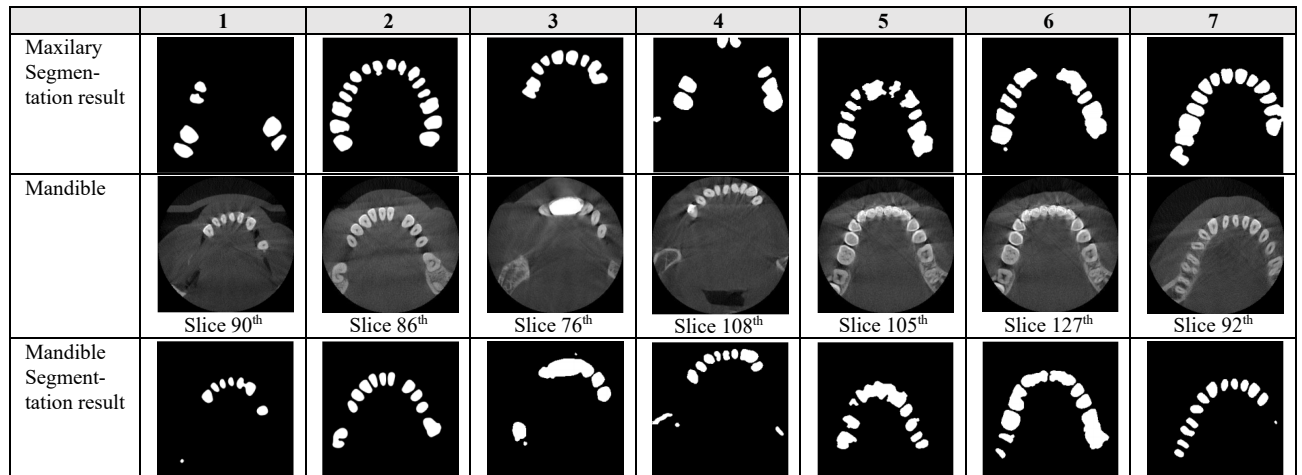 1 2 3 4 5 6 7
Maxilary
Segmen-
tation result
Mandible
Slice 90th Slice 86th Slice 76th Slice 108th Slice 105th Slice 127th Slice 92th
Mandible
Segment-
tation result